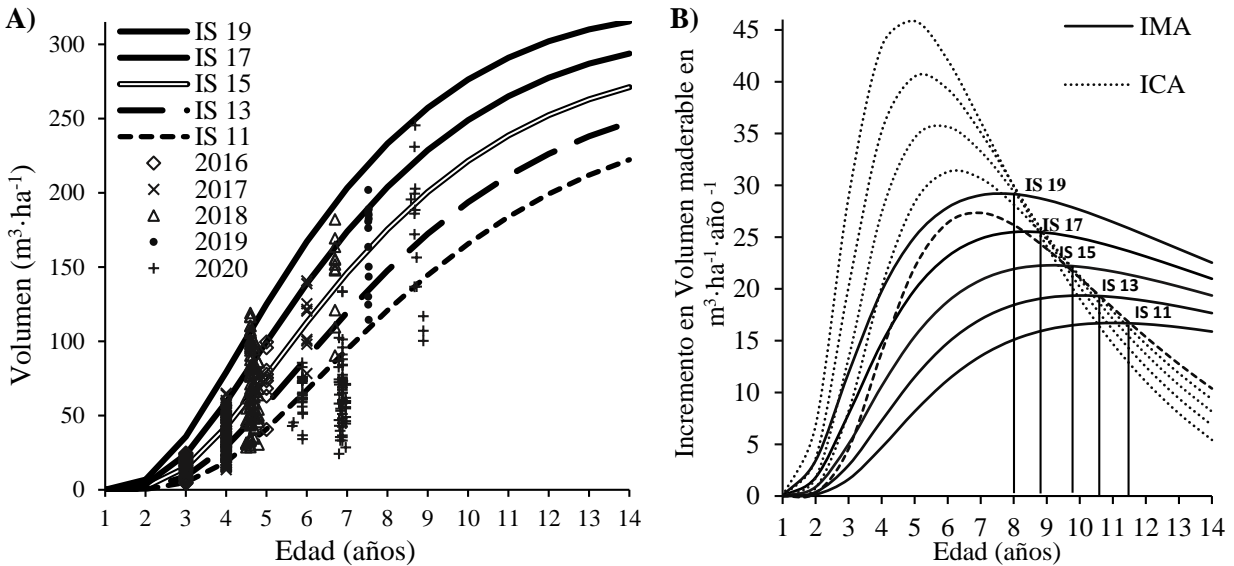 A)
Volumen (m³·ha⁻¹)
300
250
200
150
100
50
0
IS 19
IS 17
IS 15
IS 13
IS 11
2016
2017
2018
2019
2020
1 2 3 4 5 6 7 8 9 10 11 12 13 14
Edad (años)
B)
Incremento en Volumen maderable en
m³·ha⁻¹·año ⁻¹
45
40
35
30
25
20
15
10
5
0
IMA
ICA
IS 19
IS 17
IS 15
IS 13
IS 11
1 2 3 4 5 6 7 8 9 10 11 12 13 14
Edad (años)